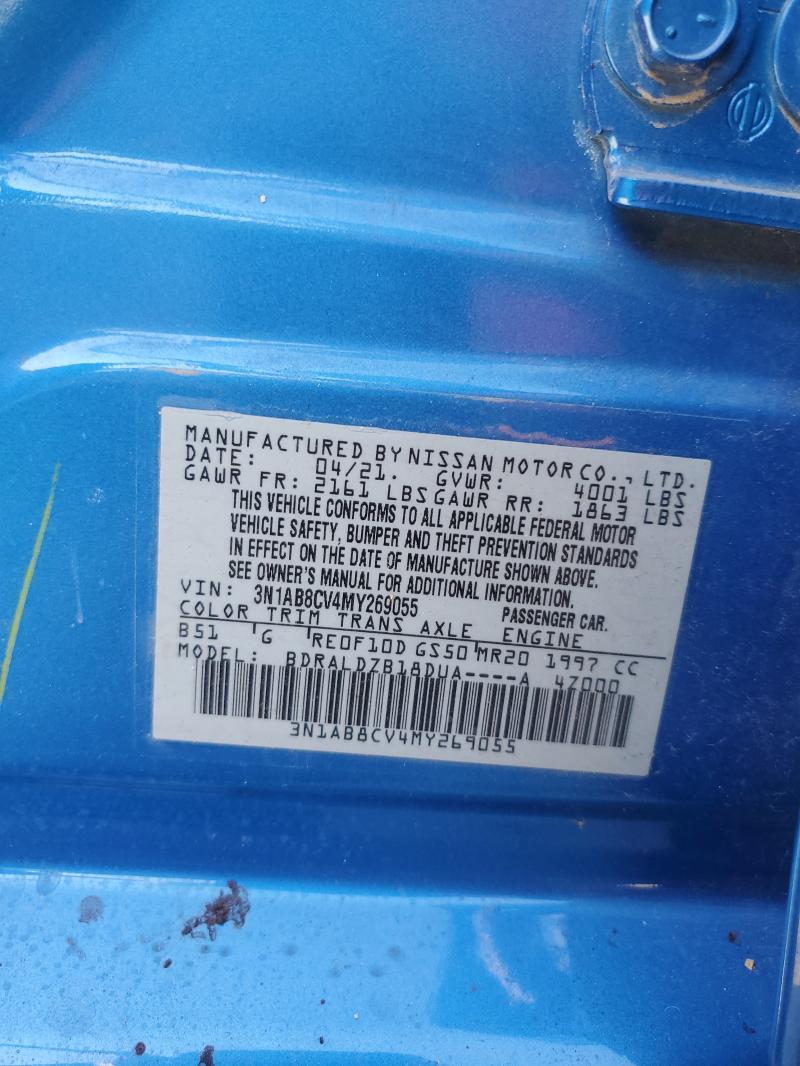 MANUFACTURED BY NISSAN MOTOR CO., LTD.
DATE: 04/21. GVWR: 4001 LBS
GAWR FR: 2161 LBS GAWR RR: 1863 LBS
THIS VEHICLE CONFORMS TO ALL APPLICABLE FEDERAL MOTOR
VEHICLE SAFETY, BUMPER AND THEFT PREVENTION STANDARDS
IN EFFECT ON THE DATE OF MANUFACTURE SHOWN ABOVE.
SEE OWNER'S MANUAL FOR ADDITIONAL INFORMATION.
VIN: 3N1AB8CV4MY269055 PASSENGER CAR.
COLOR TRIM TRANS AXLE ENGINE
B51 G RE0F10D GS50 MR20 1997 CC
MODEL: BDRALDZB18DUA----A 4Z000
3N1AB8CV4MY269055